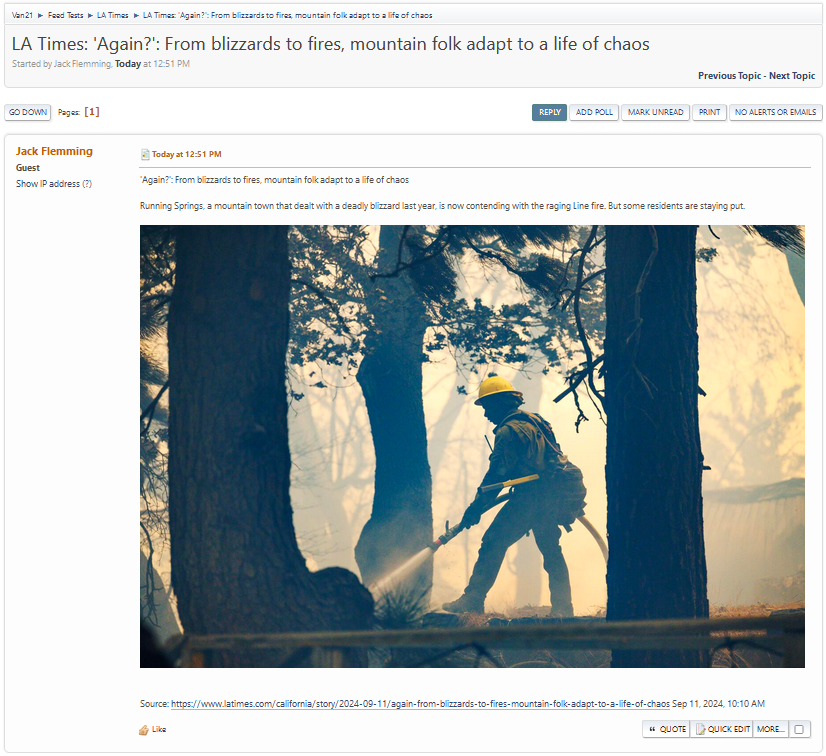 Van21 ► Feed Tests ► LA Times ► LA Times: 'Again?': From blizzards to fires, mountain folk adapt to a life of chaos
LA Times: 'Again?': From blizzards to fires, mountain folk adapt to a life of chaos
Started by Jack Flemming, Today at 12:51 PM
Previous Topic - Next Topic
GO DOWN Pages: [1] REPLY ADD POLL MARK UNREAD PRINT NO ALERTS OR EMAILS
Jack Flemming
Guest
Show IP address (?)
Today at 12:51 PM
'Again?': From blizzards to fires, mountain folk adapt to a life of chaos
Running Springs, a mountain town that dealt with a deadly blizzard last year, is now contending with the raging Line fire. But some residents are staying put.
Source: https://www.latimes.com/california/story/2024-09-11/again-from-blizzards-to-fires-mountain-folk-adapt-to-a-life-of-chaos Sep 11, 2024, 10:10 AM
Like QUOTE QUICK EDIT MORE...